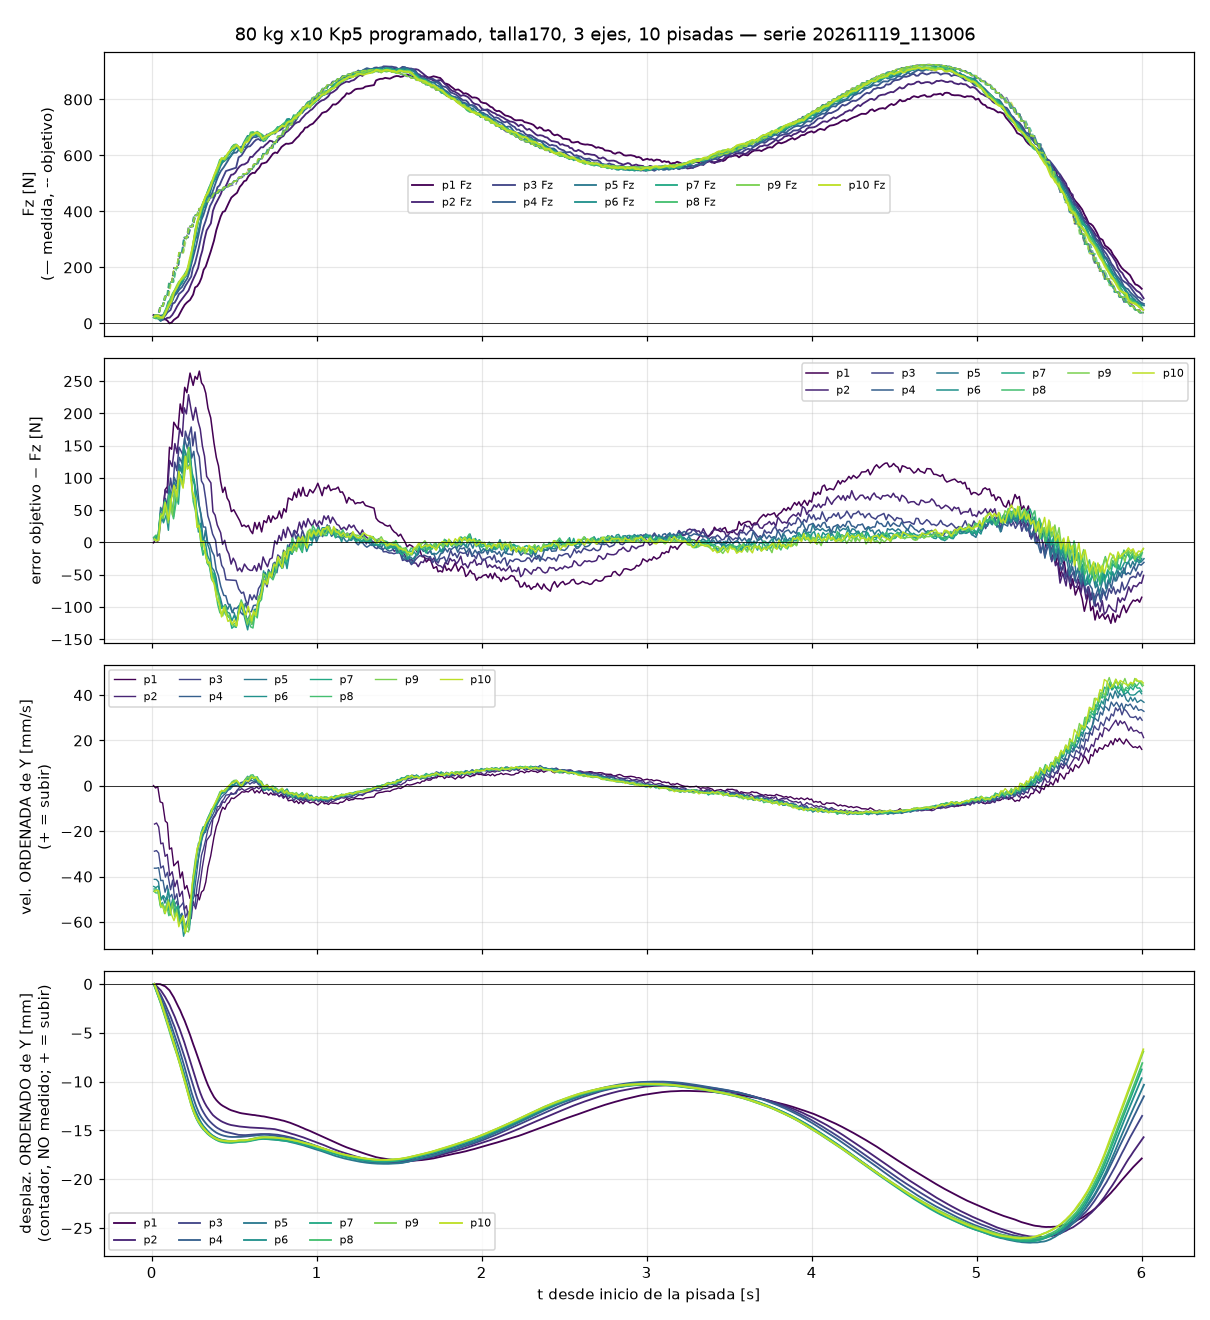 80 kg x10 Kp5 programado, talla170, 3 ejes, 10 pisadas — serie 20261119_113006
Fz [N]
(— medida, -- objetivo)
800
600
400
200
0
p1 Fz p3 Fz p5 Fz p7 Fz p9 Fz p10 Fz
p2 Fz p4 Fz p6 Fz p8 Fz
error objetivo − Fz [N]
250
200
150
100
50
0
−50
−100
−150
p1 p3 p5 p7 p9 p10
p2 p4 p6 p8
vel. ORDENADA de Y [mm/s]
(+ = subir)
40
20
0
−20
−40
−60
p1 p3 p5 p7 p9 p10
p2 p4 p6 p8
desplaz. ORDENADO de Y [mm]
(contador, NO medido; + = subir)
0
−5
−10
−15
−20
−25
p1 p3 p5 p7 p9 p10
p2 p4 p6 p8
0 1 2 3 4 5 6
t desde inicio de la pisada [s]